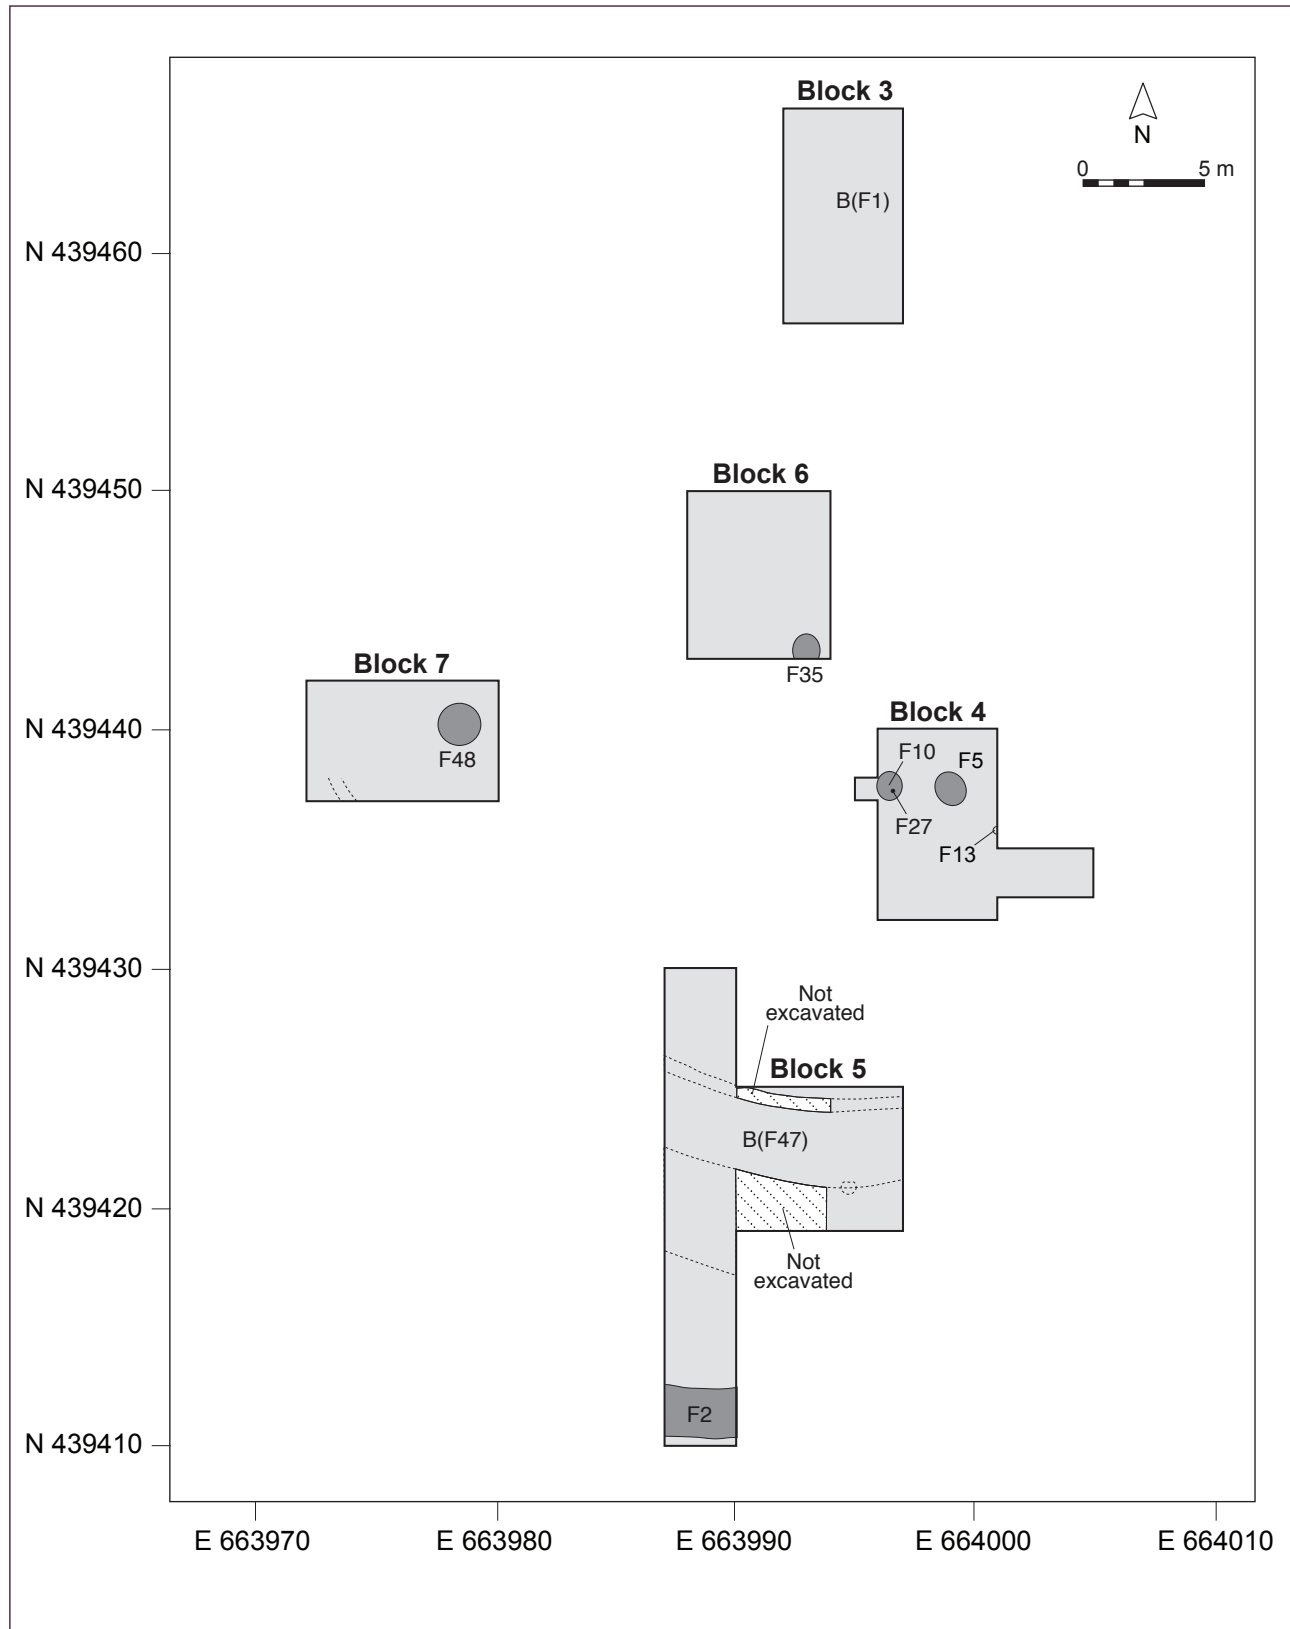 Block 3
N
0 5 m
B(F1)
N 439460
Block 6
N 439450
F35
Block 7
F48
Block 4
N 439440
F10
F5
F27
F13
N 439430
Not
excavated
Block 5
B(F47)
N 439420
Not
excavated
F2
N 439410
E 663970 E 663980 E 663990 E 664000 E 664010